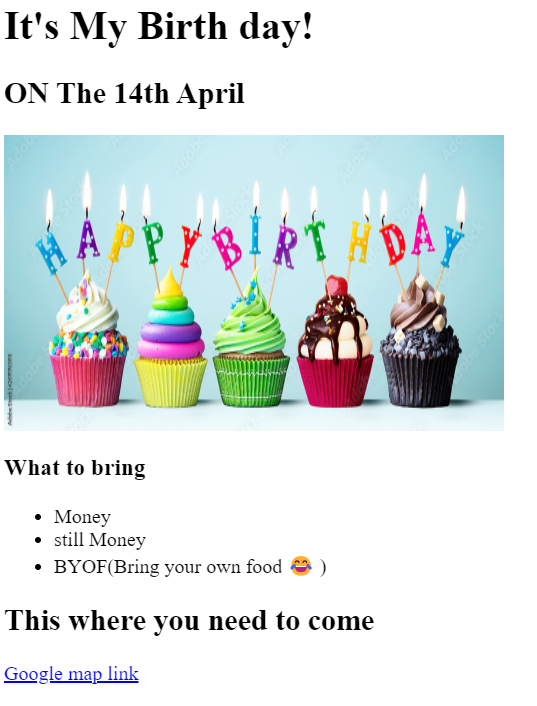 It's My Birth day!
ON The 14th April
HAPPY BIRTHDAY
What to bring
Money
still Money
BYOF(Bring your own food 😂 )
This where you need to come
Google map link